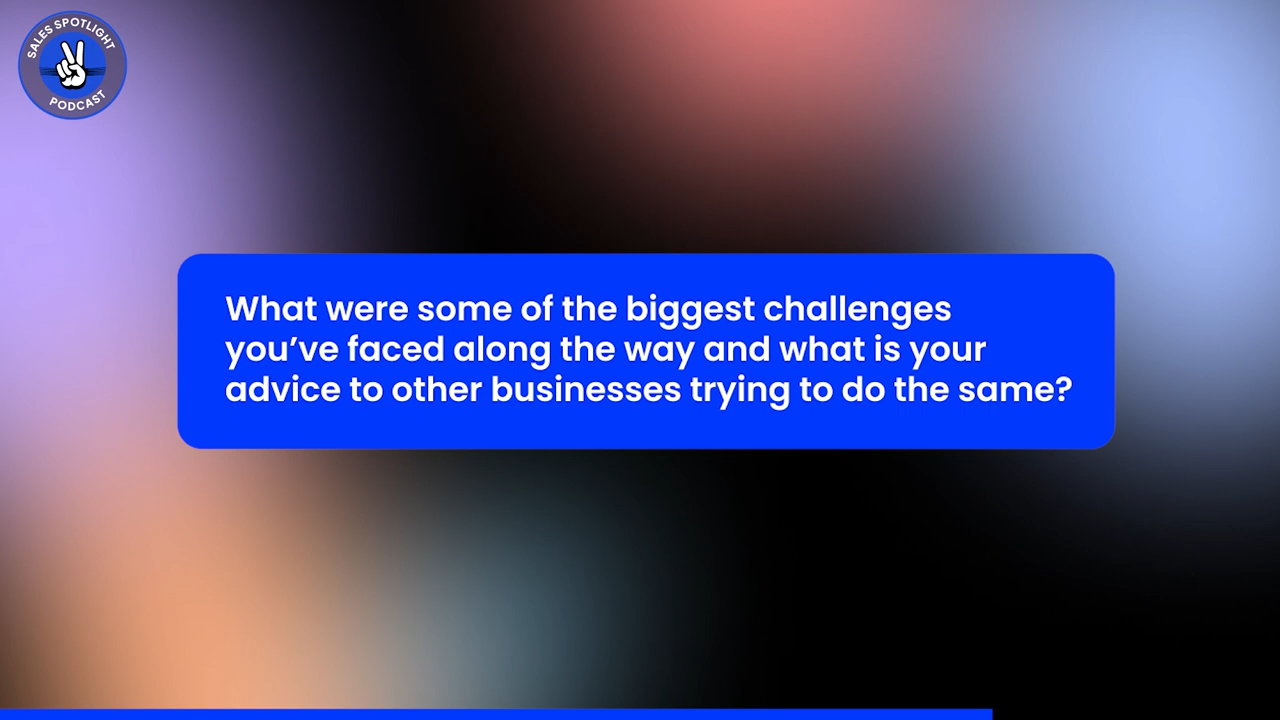 SALES SPOTLIGHT
PODCAST
What were some of the biggest challenges
you’ve faced along the way and what is your
advice to other businesses trying to do the same?